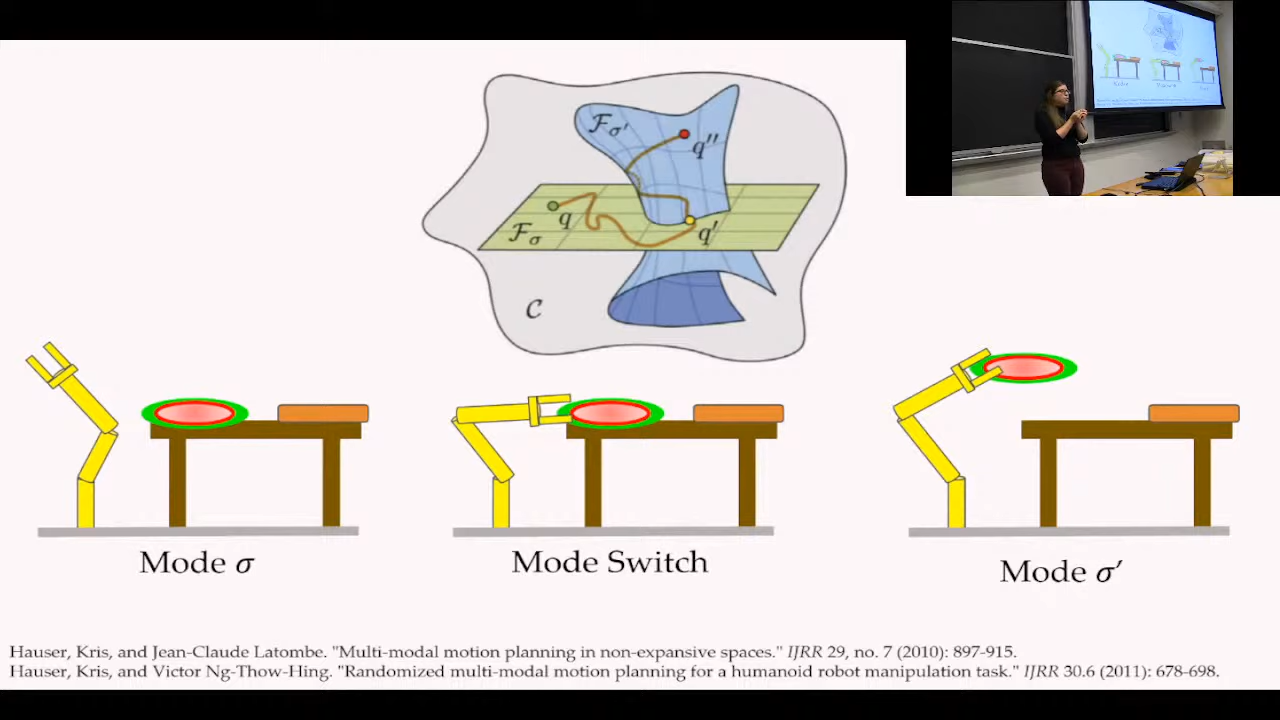 ℱσ′
q″
q
ℱσ
q′
𝒞
Mode σ
Mode Switch
Mode σ′
Hauser, Kris, and Jean-Claude Latombe. "Multi-modal motion planning in non-expansive spaces." IJRR 29, no. 7 (2010): 897-915.
Hauser, Kris, and Victor Ng-Thow-Hing. "Randomized multi-modal motion planning for a humanoid robot manipulation task." IJRR 30.6 (2011): 678-698.